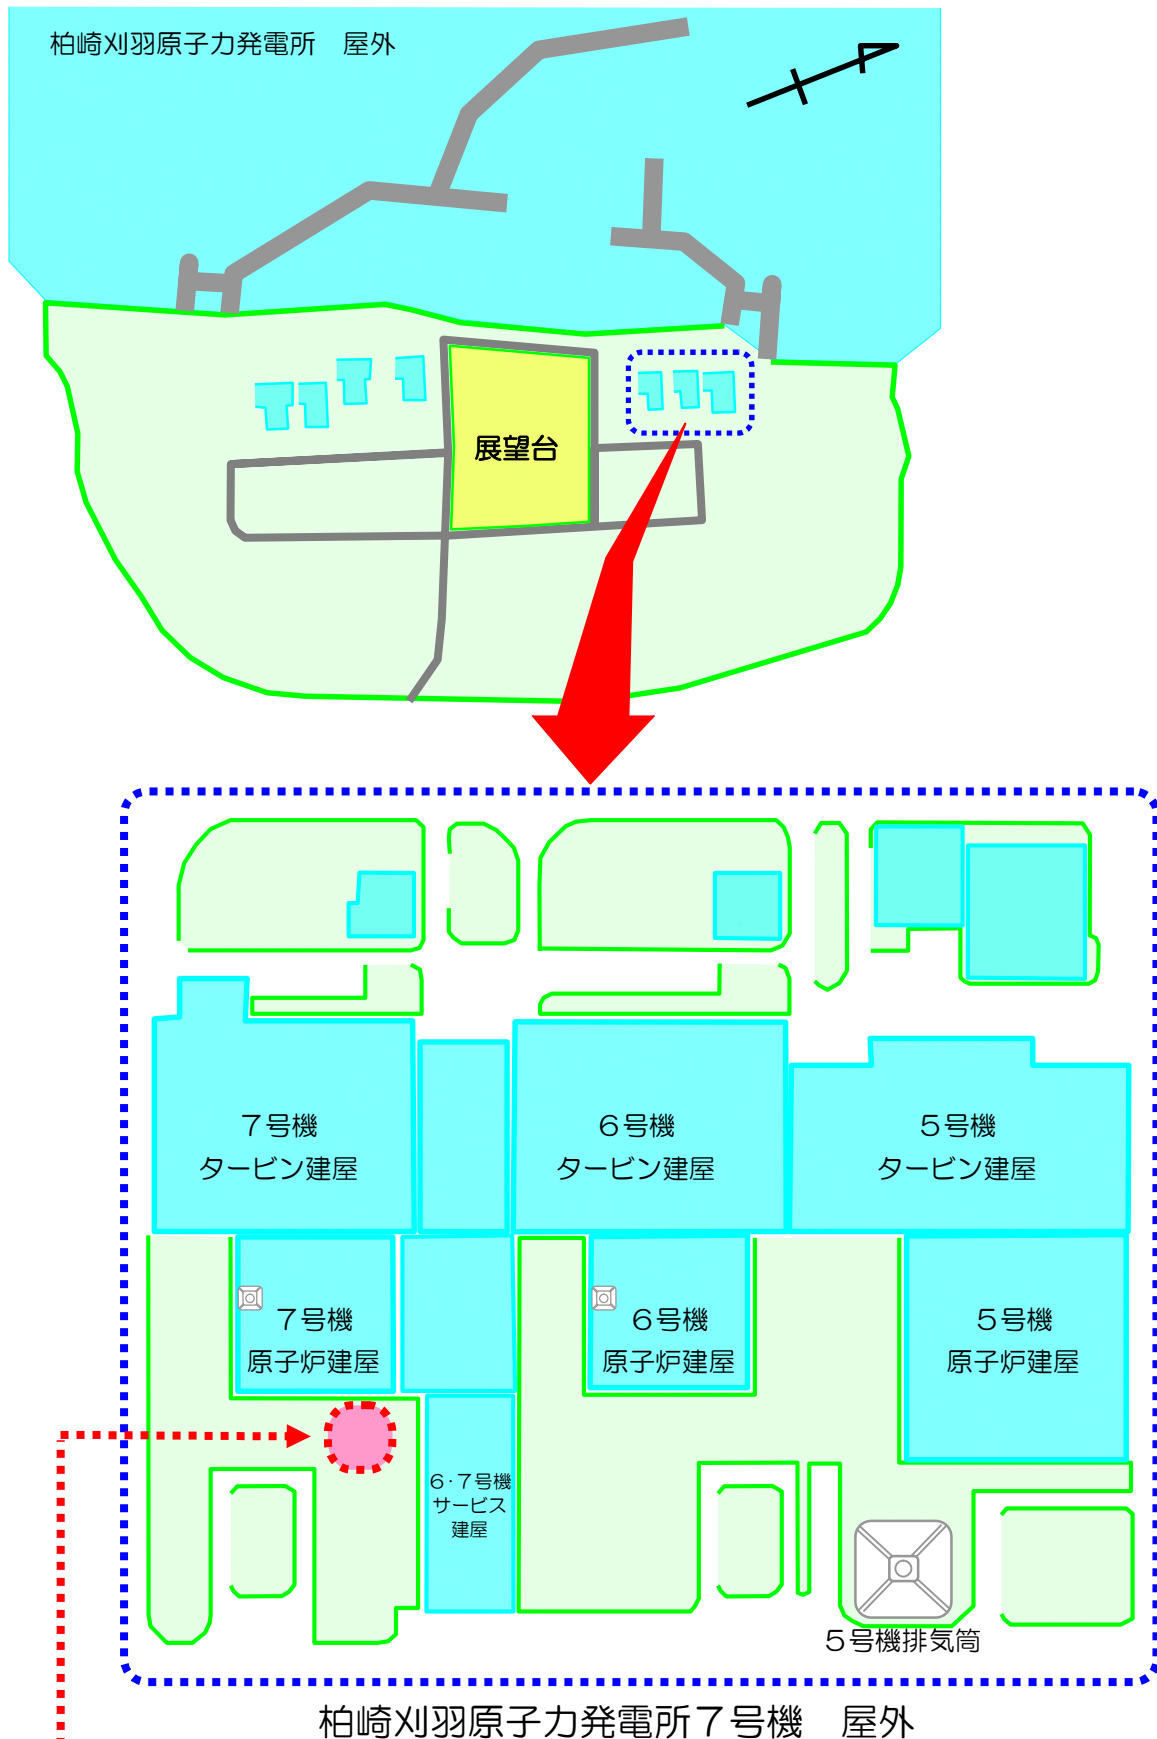 柏崎刈羽原子力発電所　屋外
展望台
７号機
タービン建屋
６号機
タービン建屋
５号機
タービン建屋
７号機
原子炉建屋
６号機
原子炉建屋
５号機
原子炉建屋
６・７号機
サービス
建屋
５号機排気筒
柏崎刈羽原子力発電所７号機　屋外